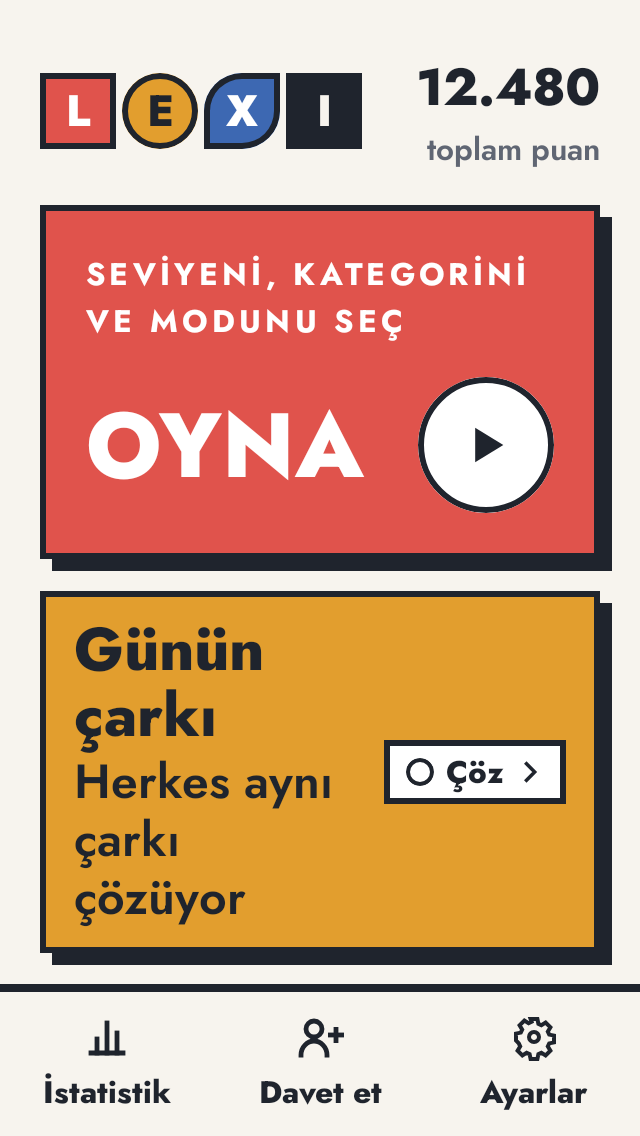 LEXI
12.480
toplam puan
SEVİYENİ, KATEGORİNİ
VE MODUNU SEÇ
OYNA
Günün
çarkı
Herkes aynı
çarkı
çözüyor
Çöz
İstatistik
Davet et
Ayarlar